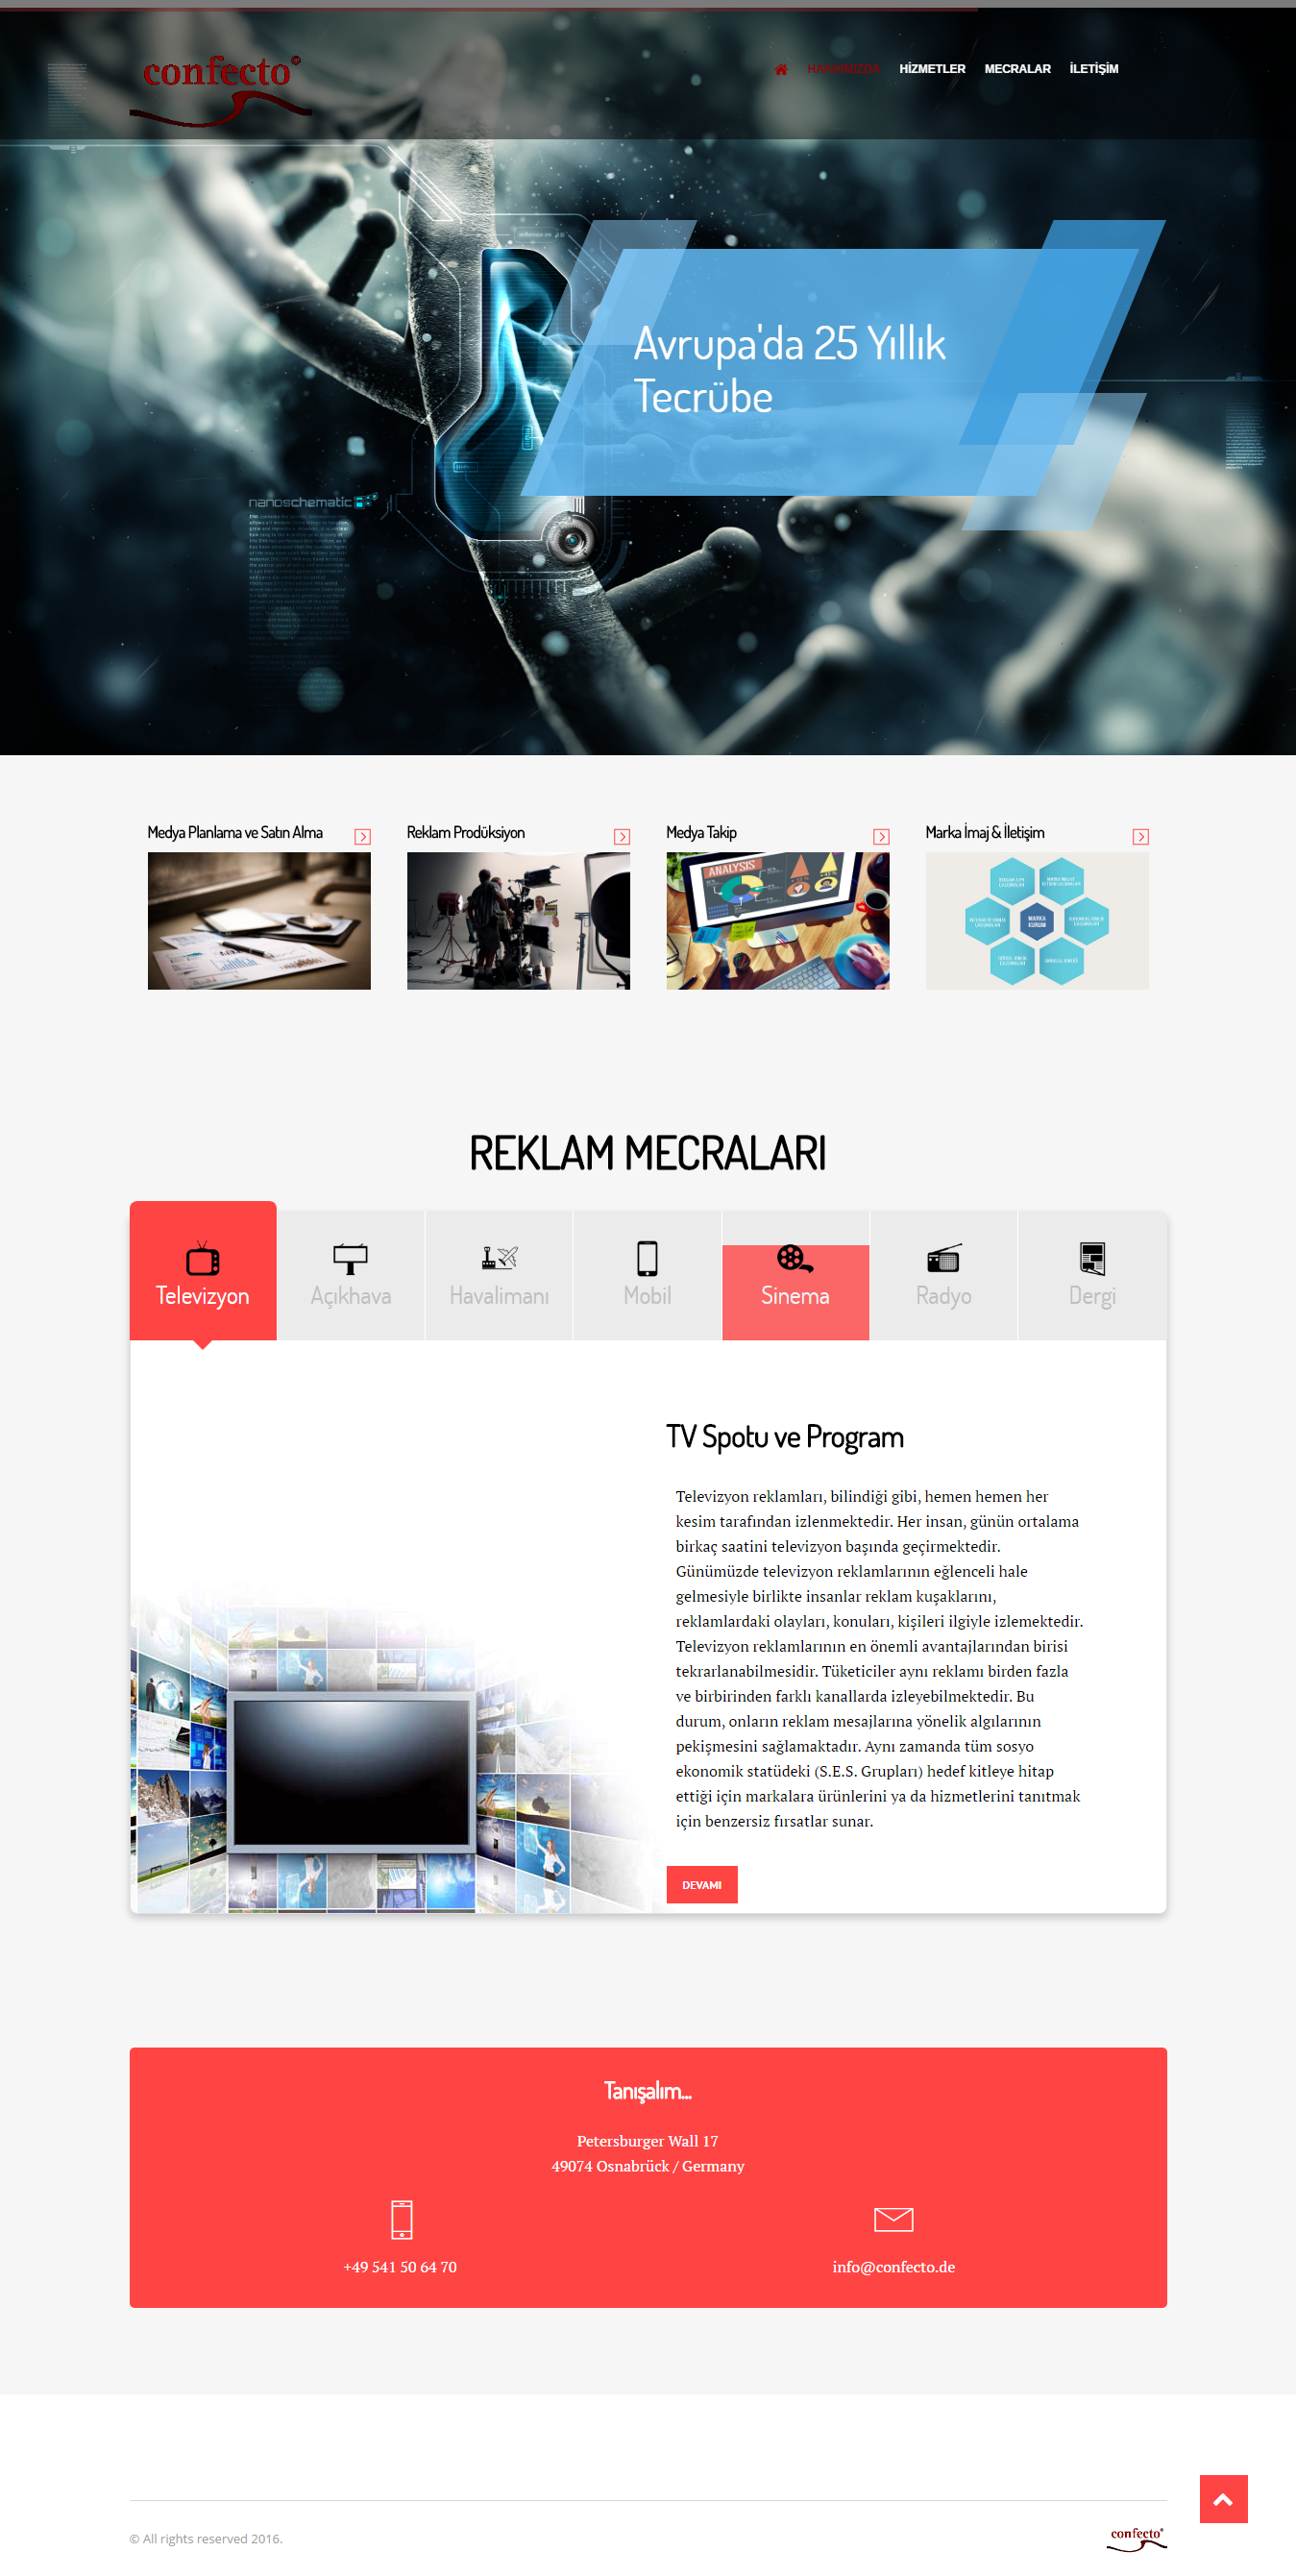 confecto®
HAKKIMIZDA
HİZMETLER
MECRALAR
İLETİŞİM
Avrupa'da 25 Yıllık
Tecrübe
nanoschematic
Medya Planlama ve Satın Alma
Reklam Prodüksiyon
Medya Takip
Marka İmaj & İletişim
ANALYSIS
MARKA
KURUM
REKLAM MECRALARI
Televizyon
Açıkhava
Havalimanı
Mobil
Sinema
Radyo
Dergi
TV Spotu ve Program
Televizyon reklamları, bilindiği gibi, hemen hemen her
kesim tarafından izlenmektedir. Her insan, günün ortalama
birkaç saatini televizyon başında geçirmektedir.
Günümüzde televizyon reklamlarının eğlenceli hale
gelmesiyle birlikte insanlar reklam kuşaklarını,
reklamlardaki olayları, konuları, kişileri ilgiyle izlemektedir.
Televizyon reklamlarının en önemli avantajlarından birisi
tekrarlanabilmesidir. Tüketiciler aynı reklamı birden fazla
ve birbirinden farklı kanallarda izleyebilmektedir. Bu
durum, onların reklam mesajlarına yönelik algılarının
pekişmesini sağlamaktadır. Aynı zamanda tüm sosyo
ekonomik statüdeki (S.E.S. Grupları) hedef kitleye hitap
ettiği için markalara ürünlerini ya da hizmetlerini tanıtmak
için benzersiz fırsatlar sunar.
DEVAMI
Tanışalım...
Petersburger Wall 17
49074 Osnabrück / Germany
+49 541 50 64 70
info@confecto.de
© All rights reserved 2016.
confecto®